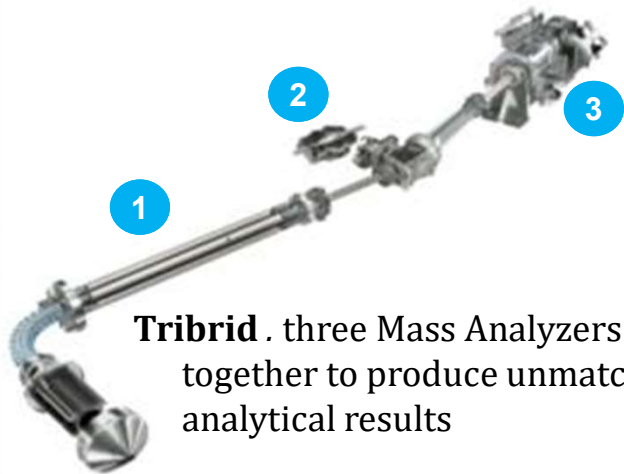 2
3
1
Tribrid . three Mass Analyzers
together to produce unmatc
analytical results